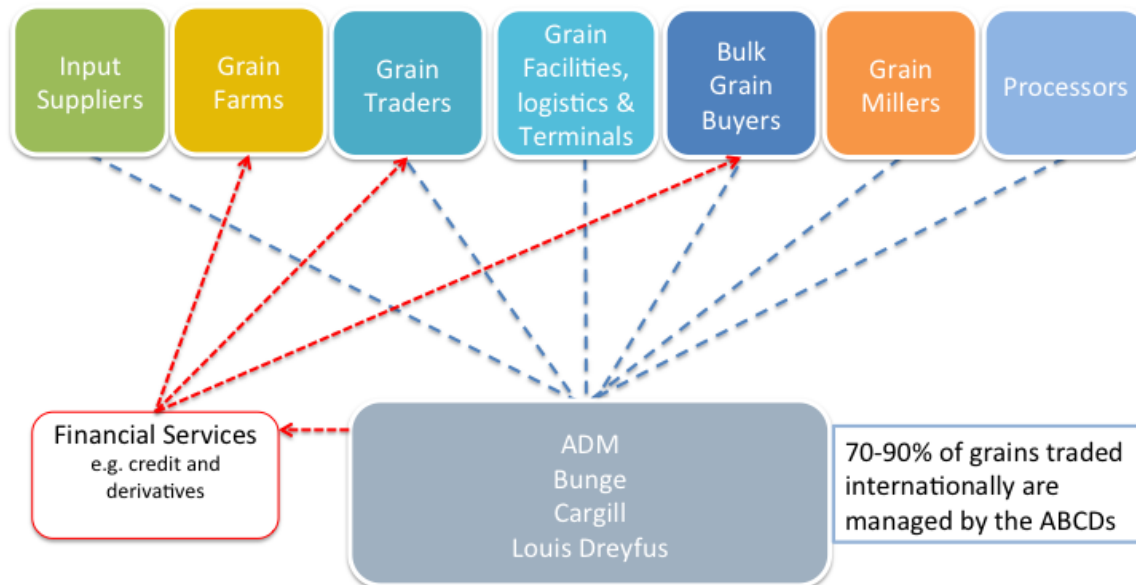 Input
Suppliers
Grain
Farms
Grain
Traders
Grain
Facilities,
logistics &
Terminals
Bulk
Grain
Buyers
Grain
Millers
Processors
Financial Services
e.g. credit and
derivatives
ADM
Bunge
Cargill
Louis Dreyfus
70-90% of grains traded
internationally are
managed by the ABCDs